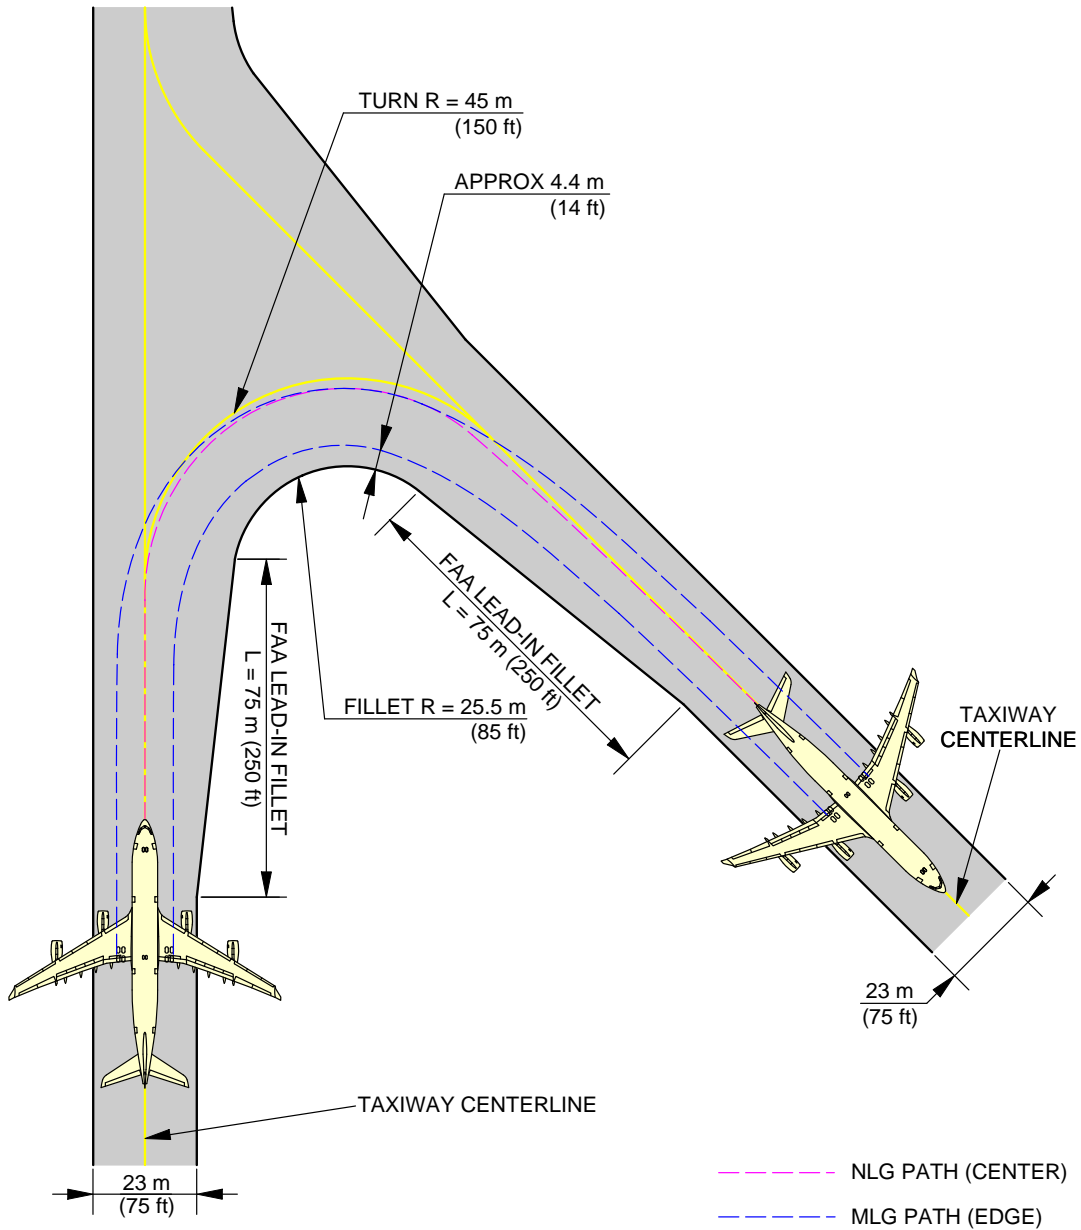 TURN R = 45 m
(150 ft)
APPROX 4.4 m
(14 ft)
FAA LEAD-IN FILLET
L = 75 m (250 ft)
FAA LEAD-IN FILLET
L = 75 m (250 ft)
FILLET R = 25.5 m
(85 ft)
TAXIWAY
CENTERLINE
23 m
(75 ft)
TAXIWAY CENTERLINE
23 m
(75 ft)
NLG PATH (CENTER)
MLG PATH (EDGE)